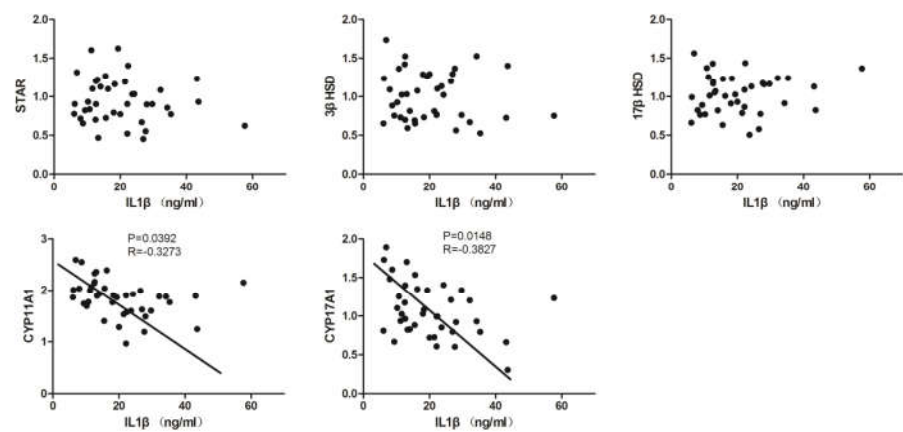 STAR
2.0
1.5
1.0
0.5
0.0
0 20 40 60
IL1β (ng/ml)
3β HSD
2.0
1.5
1.0
0.5
0.0
0 20 40 60
IL1β (ng/ml)
17β HSD
2.0
1.5
1.0
0.5
0.0
0 20 40 60
IL1β (ng/ml)
P=0.0392
R=-0.3273
CYP11A1
3
2
1
0
0 20 40 60
IL1β (ng/ml)
P=0.0148
R=-0.3827
CYP17A1
2.0
1.5
1.0
0.5
0.0
0 20 40 60
IL1β (ng/ml)